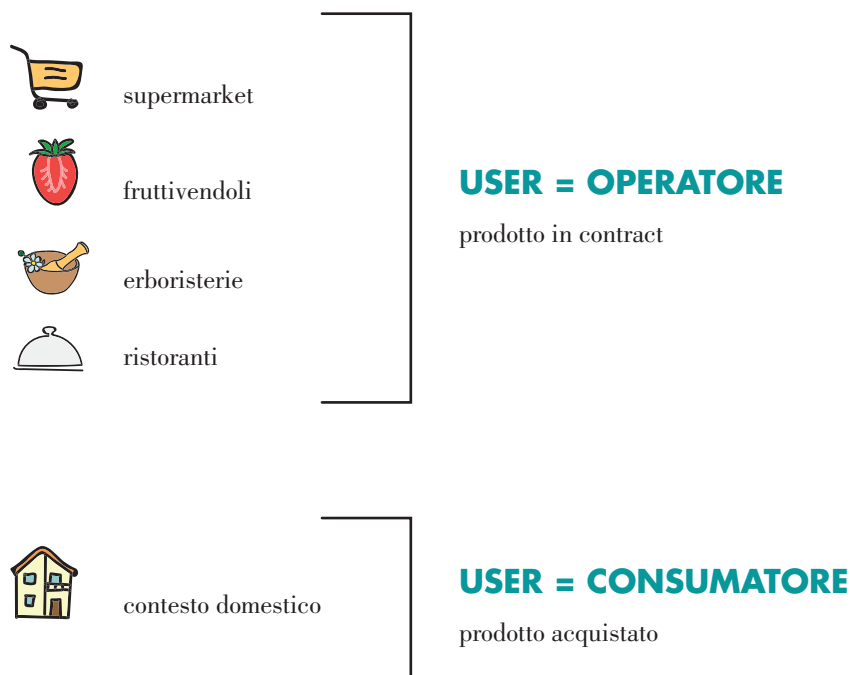 supermarket
fruttivendoli
erboristerie
ristoranti
USER = OPERATORE
prodotto in contract
contesto domestico
USER = CONSUMATORE
prodotto acquistato